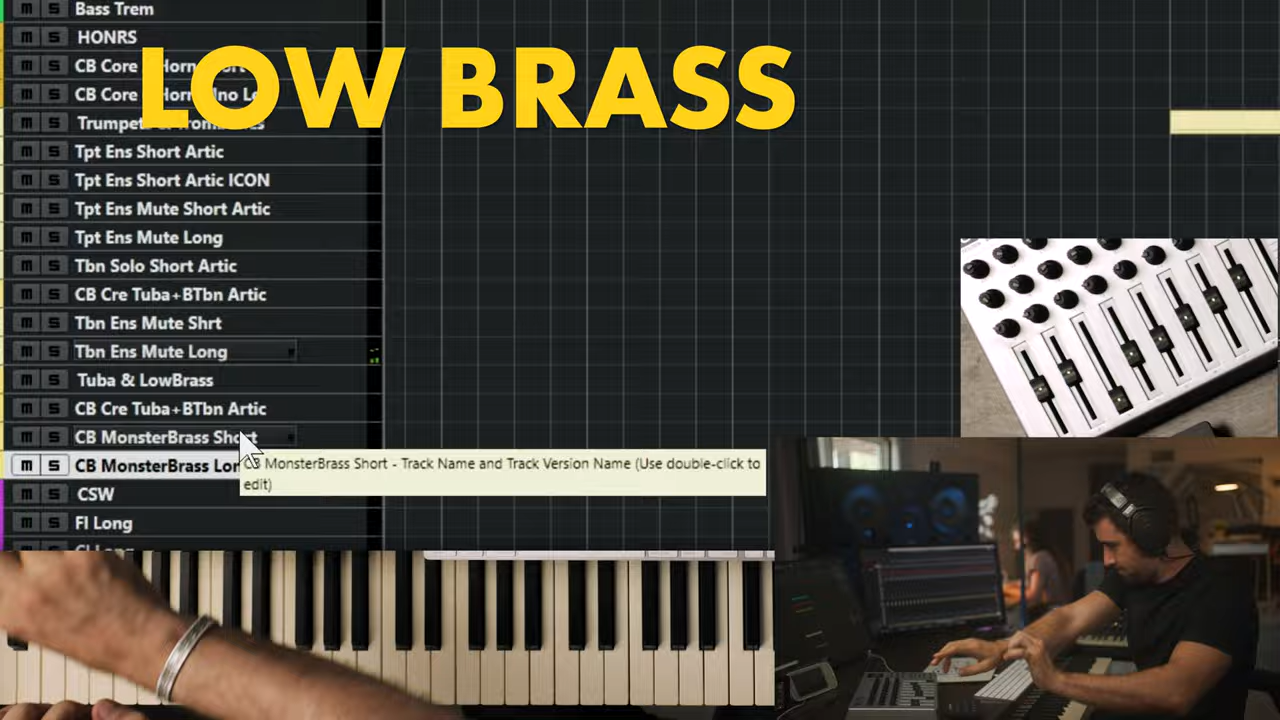 Bass Trem
HONRS
LOW BRASS
CB Core
CB Core
Tpt Ens Short Artic
Tpt Ens Short Artic ICON
Tpt Ens Mute Short Artic
Tpt Ens Mute Long
Tbn Solo Short Artic
CB Cre Tuba+BTbn Artic
Tbn Ens Mute Shrt
Tbn Ens Mute Long
Tuba & LowBrass
CB Cre Tuba+BTbn Artic
CB MonsterBrass Short
CB MonsterBrass Lon
CB MonsterBrass Short - Track Name and Track Version Name (Use double-click to
edit)
CSW
Fl Long